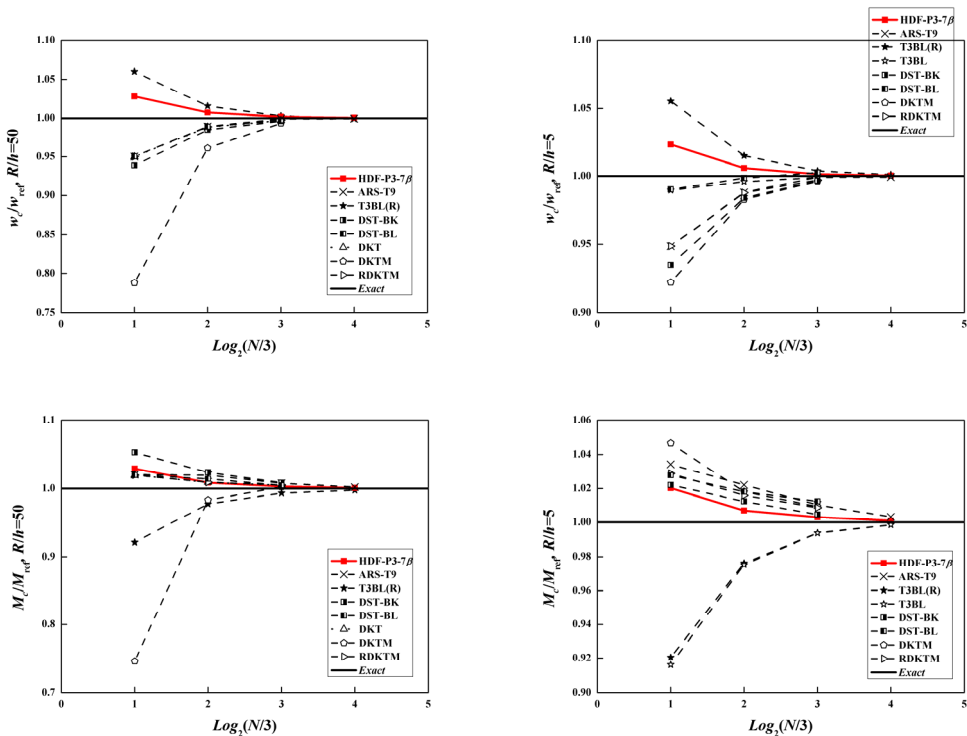 1.10
1.05
1.00
0.95
0.90
0.85
0.80
0.75
w_c/w_ref, R/h=50
0 1 2 3 4 5
Log_2(N/3)
HDF-P3-7β
ARS-T9
T3BL(R)
DST-BK
DST-BL
DKT
DKTM
RDKTM
Exact
1.10
1.05
1.00
0.95
0.90
w_c/w_ref, R/h=5
0 1 2 3 4 5
Log_2(N/3)
HDF-P3-7β
ARS-T9
T3BL(R)
T3BL
DST-BK
DST-BL
DKTM
RDKTM
Exact
1.1
1.0
0.9
0.8
0.7
M_c/M_ref, R/h=50
0 1 2 3 4 5
Log_2(N/3)
HDF-P3-7β
ARS-T9
T3BL(R)
DST-BK
DST-BL
DKT
DKTM
RDKTM
Exact
1.06
1.04
1.02
1.00
0.98
0.96
0.94
0.92
0.90
M_c/M_ref, R/h=5
0 1 2 3 4 5
Log_2(N/3)
HDF-P3-7β
ARS-T9
T3BL(R)
T3BL
DST-BK
DST-BL
DKTM
RDKTM
Exact